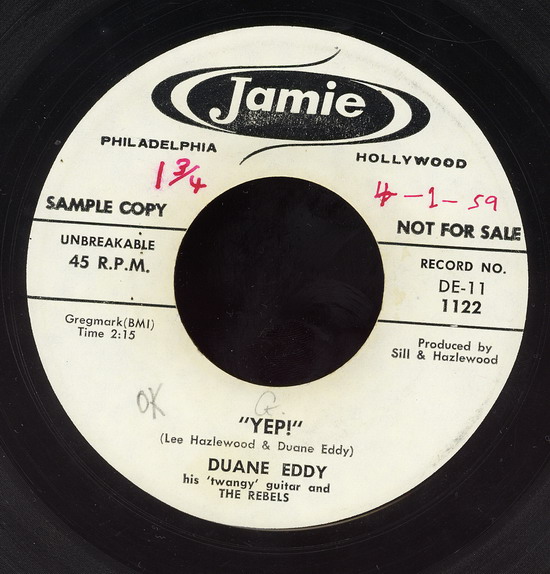 Jamie
PHILADELPHIA
HOLLYWOOD
1 3/4
4-1-59
SAMPLE COPY
NOT FOR SALE
UNBREAKABLE
45 R.P.M.
RECORD NO.
DE-11
1122
Gregmark(BMI)
Time 2:15
Produced by
Sill & Hazlewood
OK
G.
"YEP!"
(Lee Hazlewood & Duane Eddy)
DUANE EDDY
his 'twangy' guitar and
THE REBELS